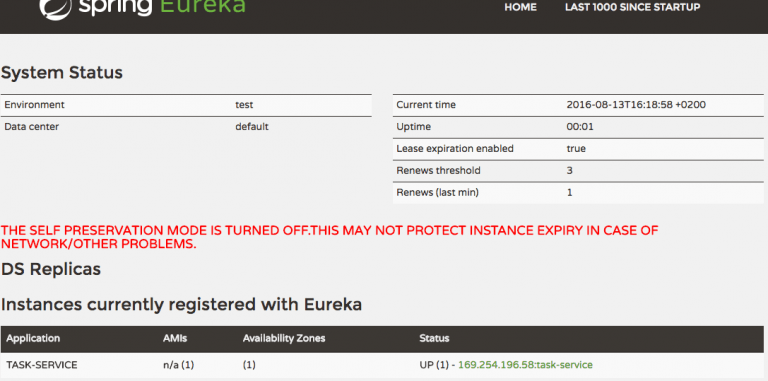 spring Eureka
HOME LAST 1000 SINCE STARTUP
System Status
Environment test
Data center default
Current time 2016-08-13T16:18:58 +0200
Uptime 00:01
Lease expiration enabled true
Renews threshold 3
Renews (last min) 1
THE SELF PRESERVATION MODE IS TURNED OFF.THIS MAY NOT PROTECT INSTANCE EXPIRY IN CASE OF
NETWORK/OTHER PROBLEMS.
DS Replicas
Instances currently registered with Eureka
Application AMIs Availability Zones Status
TASK-SERVICE n/a (1) (1) UP (1) - 169.254.196.58:task-service